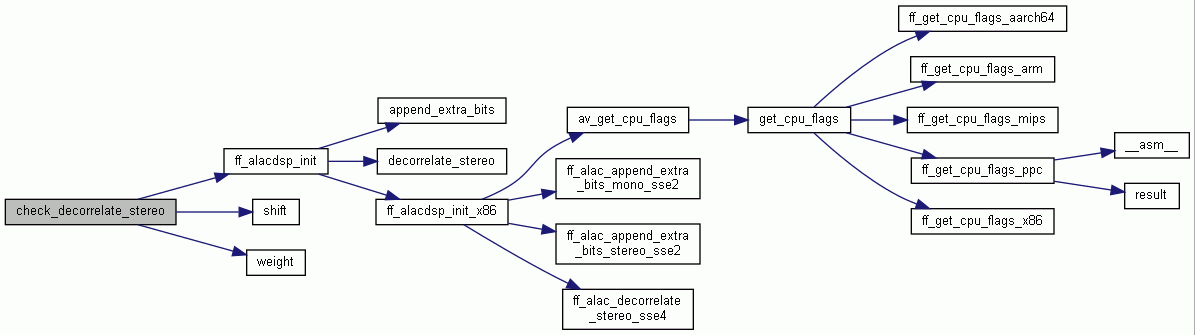 check_decorrelate_stereo
ff_alacdsp_init
shift
weight
append_extra_bits
decorrelate_stereo
ff_alacdsp_init_x86
av_get_cpu_flags
ff_alac_append_extra
_bits_mono_sse2
ff_alac_append_extra
_bits_stereo_sse2
ff_alac_decorrelate
_stereo_sse4
get_cpu_flags
ff_get_cpu_flags_aarch64
ff_get_cpu_flags_arm
ff_get_cpu_flags_mips
ff_get_cpu_flags_ppc
ff_get_cpu_flags_x86
__asm__
result